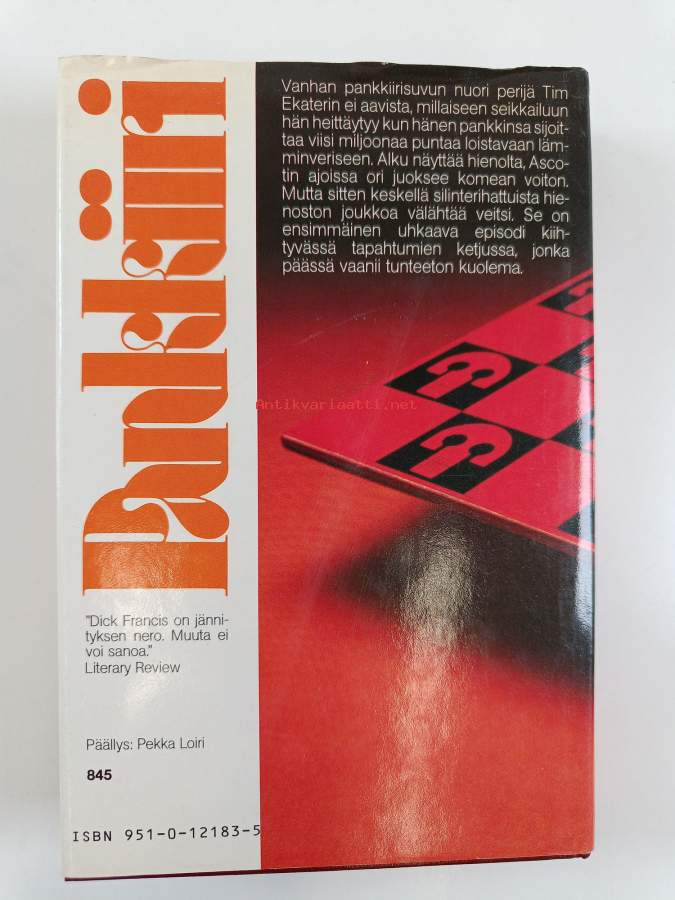 Pankkiiri
Vanhan pankkiirisuvun nuori perijä Tim
Ekaterin ei aavista, millaiseen seikkailuun
hän heittäytyy kun hänen pankkinsa sijoit-
taa viisi miljoonaa puntaa loistavaan läm-
minveriseen. Alku näyttää hienolta, Asco-
tin ajoissa ori juoksee komean voiton.
Mutta sitten keskellä silinterihattuista hie-
noston joukkoa välähtää veitsi. Se on
ensimmäinen uhkaava episodi kiih-
tyvässä tapahtumien ketjussa, jonka
päässä vaanii tunteeton kuolema.
Antikvariaatti.net
"Dick Francis on jänni-
tyksen nero. Muuta ei
voi sanoa."
Literary Review
Päällys: Pekka Loiri
845
ISBN 951-0-12183-5